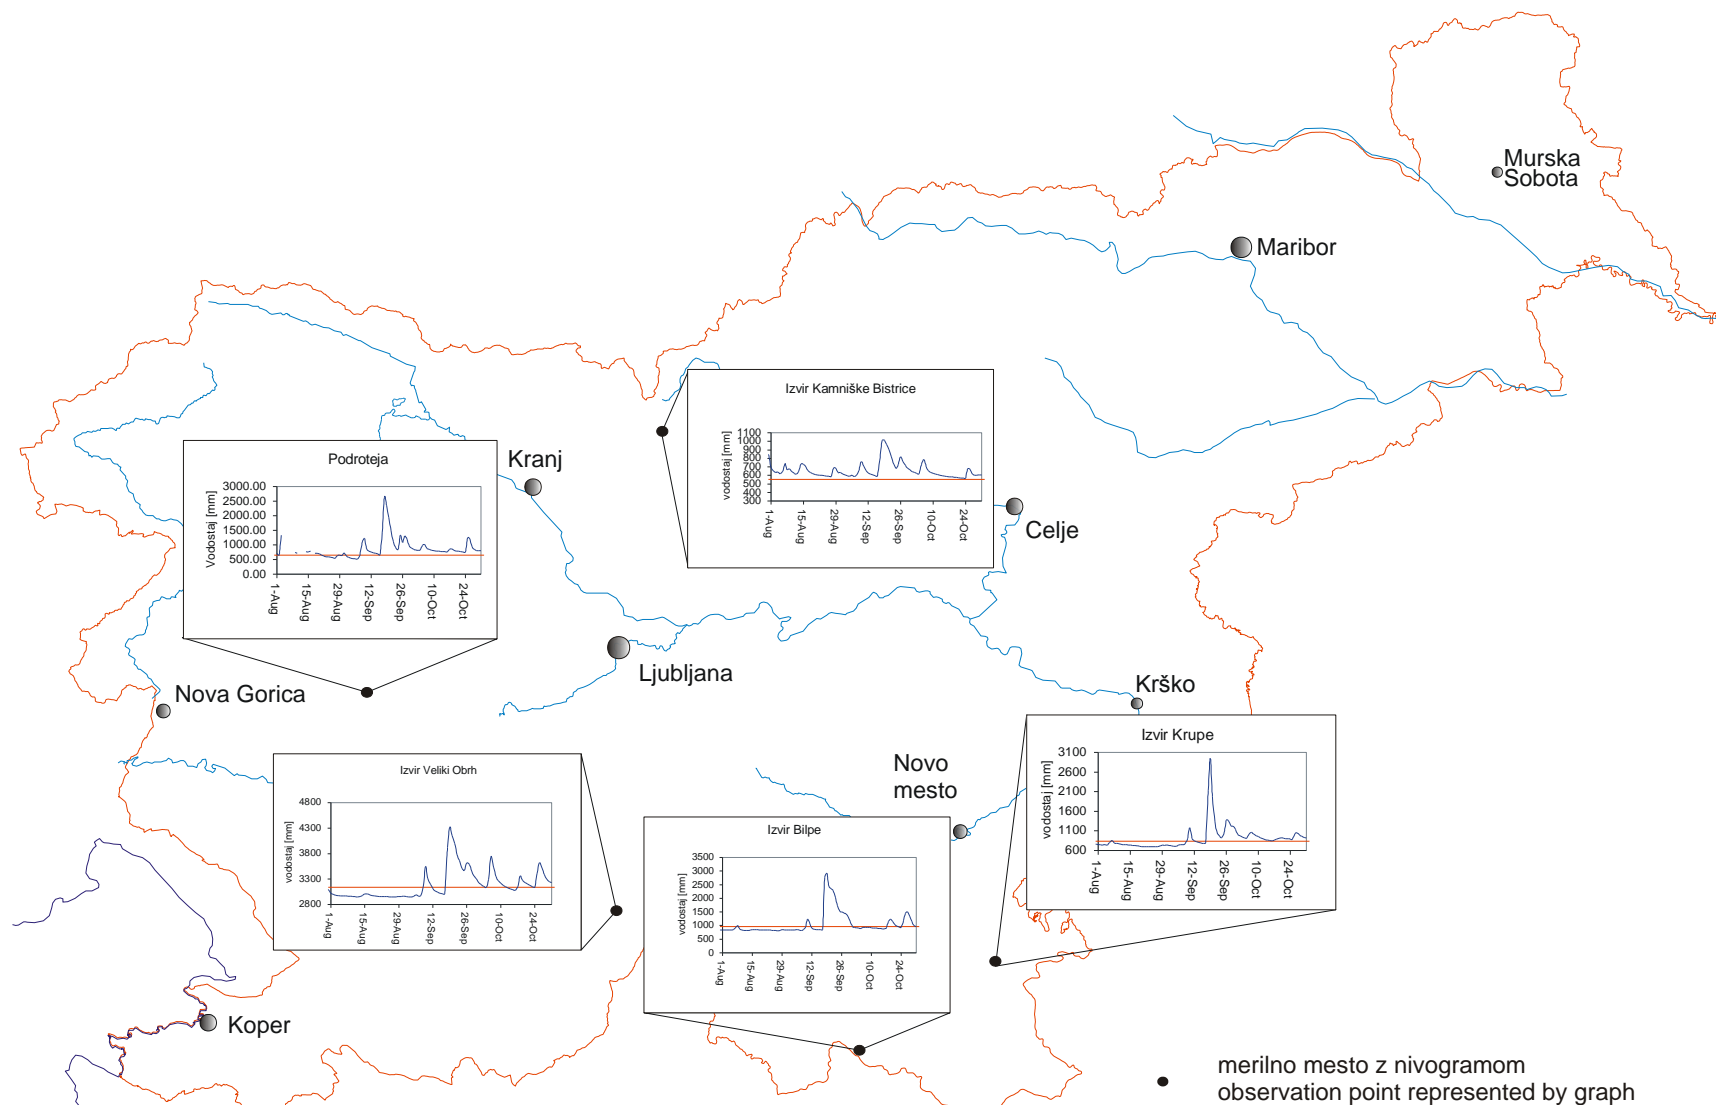 Murska
Sobota
Maribor
Izvir Kamniške Bistrice
vodostaj [mm]
1100
1000
900
800
700
600
500
400
300
1-Aug
15-Aug
29-Aug
12-Sep
26-Sep
10-Oct
24-Oct
Podroteja
Vodostaj [mm]
3000.00
2500.00
2000.00
1500.00
1000.00
500.00
0.00
1-Aug
15-Aug
29-Aug
12-Sep
26-Sep
10-Oct
24-Oct
Kranj
Celje
Ljubljana
Nova Gorica
Krško
Izvir Krupe
vodostaj [mm]
3100
2600
2100
1600
1100
600
1-Aug
15-Aug
29-Aug
12-Sep
26-Sep
10-Oct
24-Oct
Izvir Veliki Obrh
vodostaj [mm]
4800
4300
3800
3300
2800
1-Aug
15-Aug
29-Aug
12-Sep
26-Sep
10-Oct
24-Oct
Novo
mesto
Izvir Bilpe
vodostaj [mm]
3500
3000
2500
2000
1500
1000
500
0
1-Aug
15-Aug
29-Aug
12-Sep
26-Sep
10-Oct
24-Oct
Koper
merilno mesto z nivogramom
observation point represented by graph